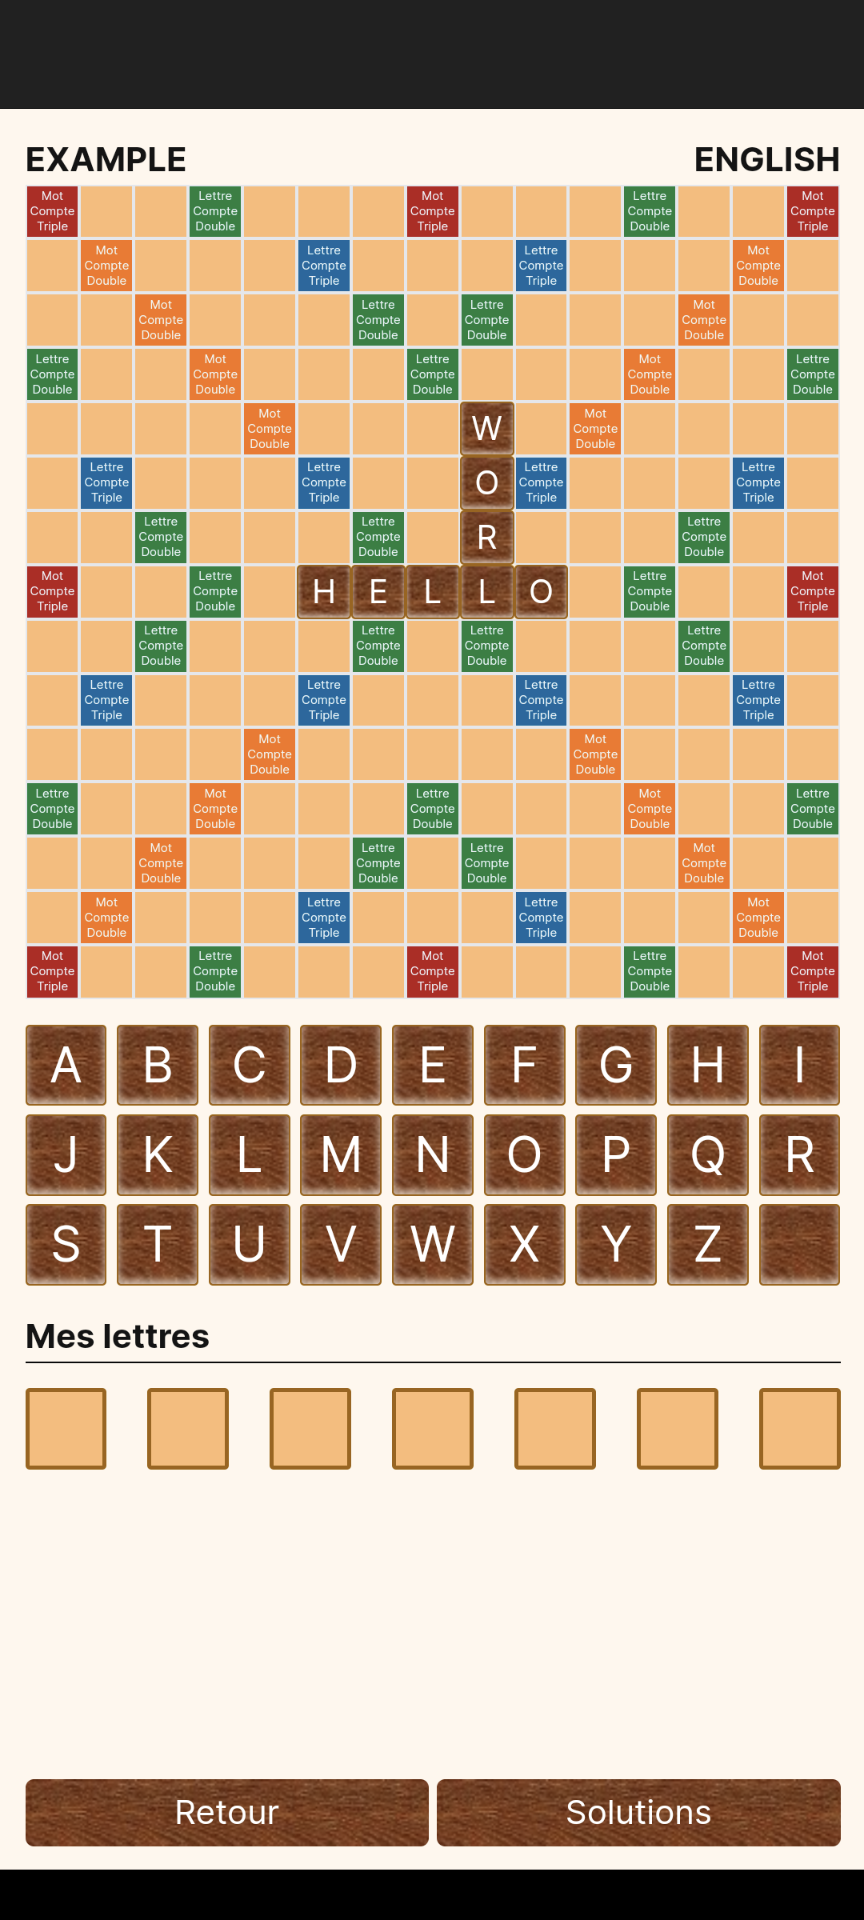 EXAMPLE ENGLISH
Mot Lettre Mot Lettre Mot
Compte Compte Compte Compte Compte
Triple Double Triple Double Triple
Mot Lettre Lettre Mot
Compte Compte Compte Compte
Double Triple Triple Double
Mot Lettre Lettre Mot
Compte Compte Compte Compte
Double Double Double Double
Lettre Mot Lettre Mot Lettre
Compte Compte Compte Compte Compte
Double Double Double Double Double
Mot W Mot
Compte Compte
Double Double
Lettre Lettre O Lettre Lettre
Compte Compte Compte Compte
Triple Triple Triple Triple
Lettre Lettre R Lettre
Compte Compte Compte
Double Double Double
Mot Lettre H E L L O Lettre Mot
Compte Compte Compte Compte
Triple Double Double Triple
Lettre Lettre Lettre Lettre
Compte Compte Compte Compte
Double Double Double Double
Lettre Lettre Lettre Lettre
Compte Compte Compte Compte
Triple Triple Triple Triple
Mot Mot
Compte Compte
Double Double
Lettre Mot Lettre Mot Lettre
Compte Compte Compte Compte Compte
Double Double Double Double Double
Mot Lettre Lettre Mot
Compte Compte Compte Compte
Double Double Double Double
Mot Lettre Lettre Mot
Compte Compte Compte Compte
Double Triple Triple Double
Mot Lettre Mot Lettre Mot
Compte Compte Compte Compte Compte
Triple Double Triple Double Triple
A B C D E F G H I
J K L M N O P Q R
S T U V W X Y Z
Mes lettres
Retour Solutions